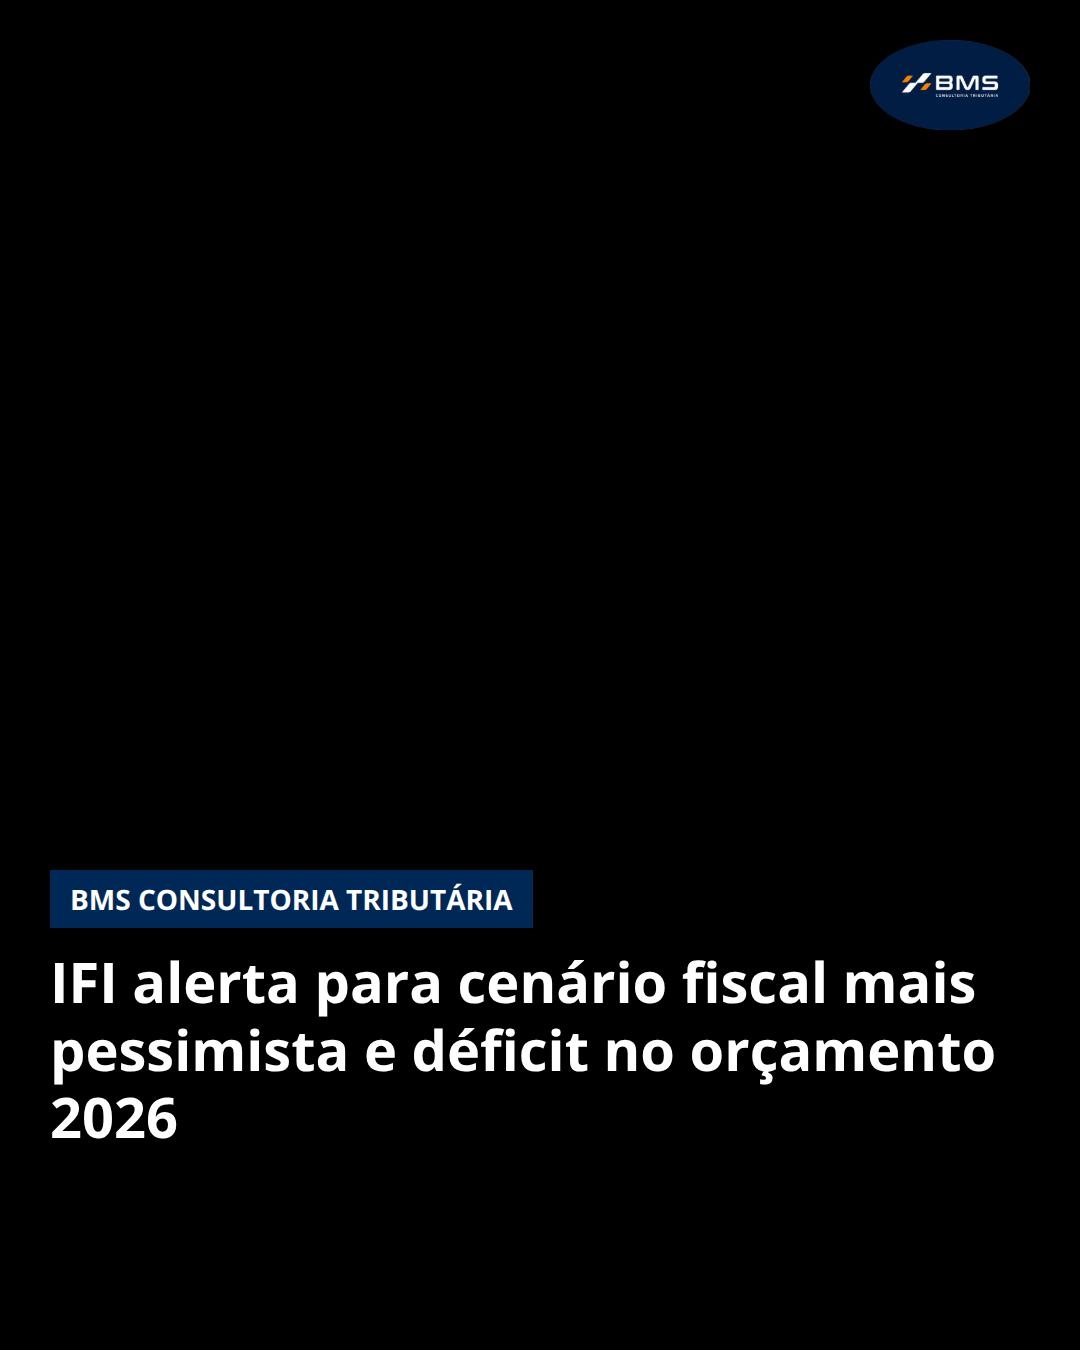 BMS
CONSULTORIA TRIBUTÁRIA
BMS CONSULTORIA TRIBUTÁRIA
IFI alerta para cenário fiscal mais
pessimista e déficit no orçamento
2026